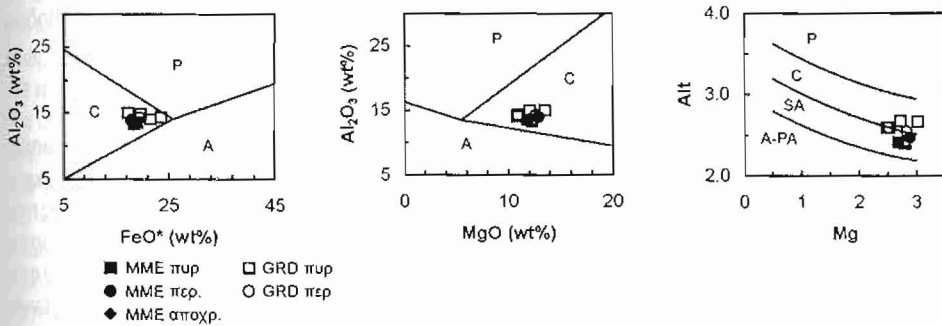 25
15
5
Al₂O₃ (wt%)
P
C
A
5
25
45
FeO* (wt%)
25
15
5
Al₂O₃ (wt%)
P
C
A
0
10
20
MgO (wt%)
4.0
3.0
2.0
Alt
P
C
SA
A-PA
0
1
2
3
Mg
MME πυρ
GRD πυρ
MME περ.
GRD περ
MME αποχρ.